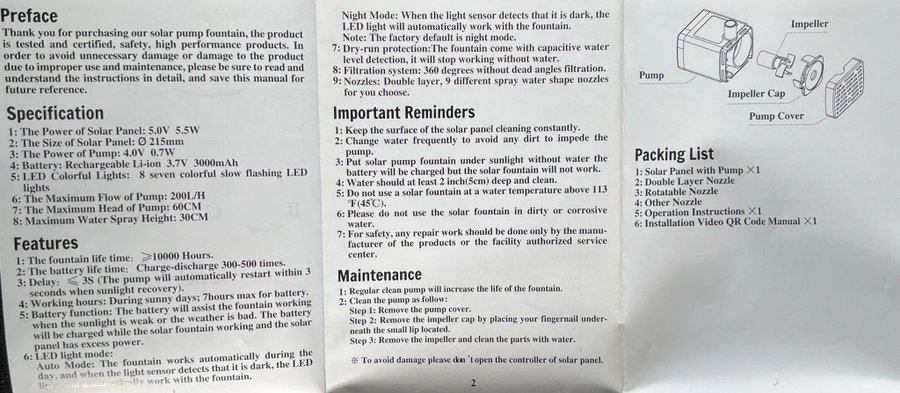 Preface
Thank you for purchasing our solar pump fountain, the product
is tested and certified, safety, high performance products. In
order to avoid unnecessary damage or damage to the product
due to improper use and maintenance, please be sure to read and
understand the instructions in detail, and save this manual for
future reference.
Specification
1: The Power of Solar Panel: 5.0V 5.5W
2: The Size of Solar Panel: Ø 215mm
3: The Power of Pump: 4.0V 0.7W
4: Battery: Rechargeable Li-ion 3.7V 3000mAh
5: LED Colorful Lights: 8 seven colorful slow flashing LED
lights
6: The Maximum Flow of Pump: 200L/H
7: The Maximum Head of Pump: 60CM
8: Maximum Water Spray Height: 30CM
Features
1: The fountain life time: ⩾10000 Hours.
2: The battery life time: Charge-discharge 300-500 times.
3: Delay: ⩽ 3S (The pump will automatically restart within 3
seconds when sunlight recovery).
4: Working hours: During sunny days; 7hours max for battery.
5: Battery function: The battery will assist the fountain working
when the sunlight is weak or the weather is bad. The battery
will be charged while the solar fountain working and the solar
panel has excess power.
6: LED light mode:
Auto Mode: The fountain works automatically during the
day, and when the light sensor detects that it is dark, the LED
work with the fountain.
Night Mode: When the light sensor detects that it is dark, the
LED light will automatically work with the fountain.
Note: The factory default is night mode.
7: Dry-run protection:The fountain come with capacitive water
level detection, it will stop working without water.
8: Filtration system: 360 degrees without dead angles filtration.
9: Nozzles: Double layer, 9 different spray water shape nozzles
for you choose.
Important Reminders
1: Keep the surface of the solar panel cleaning constantly.
2: Change water frequently to avoid any dirt to impede the
pump.
3: Put solar pump fountain under sunlight without water the
battery will be charged but the solar fountain will not work.
4: Water should at least 2 inch(5cm) deep and clean.
5: Do not use a solar fountain at a water temperature above 113
℉(45℃).
6: Please do not use the solar fountain in dirty or corrosive
water.
7: For safety, any repair work should be done only by the manu-
facturer of the products or the facility authorized service
center.
Maintenance
1: Regular clean pump will increase the life of the fountain.
2: Clean the pump as follow:
Step 1: Remove the pump cover.
Step 2: Remove the impeller cap by placing your fingernail under-
neath the small lip located.
Step 3: Remove the impeller and clean the parts with water.
※ To avoid damage please don 't open the controller of solar panel.
2
Impeller
Pump
Impeller Cap
Pump Cover
Packing List
1: Solar Panel with Pump ×1
2: Double Layer Nozzle
3: Rotatable Nozzle
4: Other Nozzle
5: Operation Instructions ×1
6: Installation Video QR Code Manual ×1